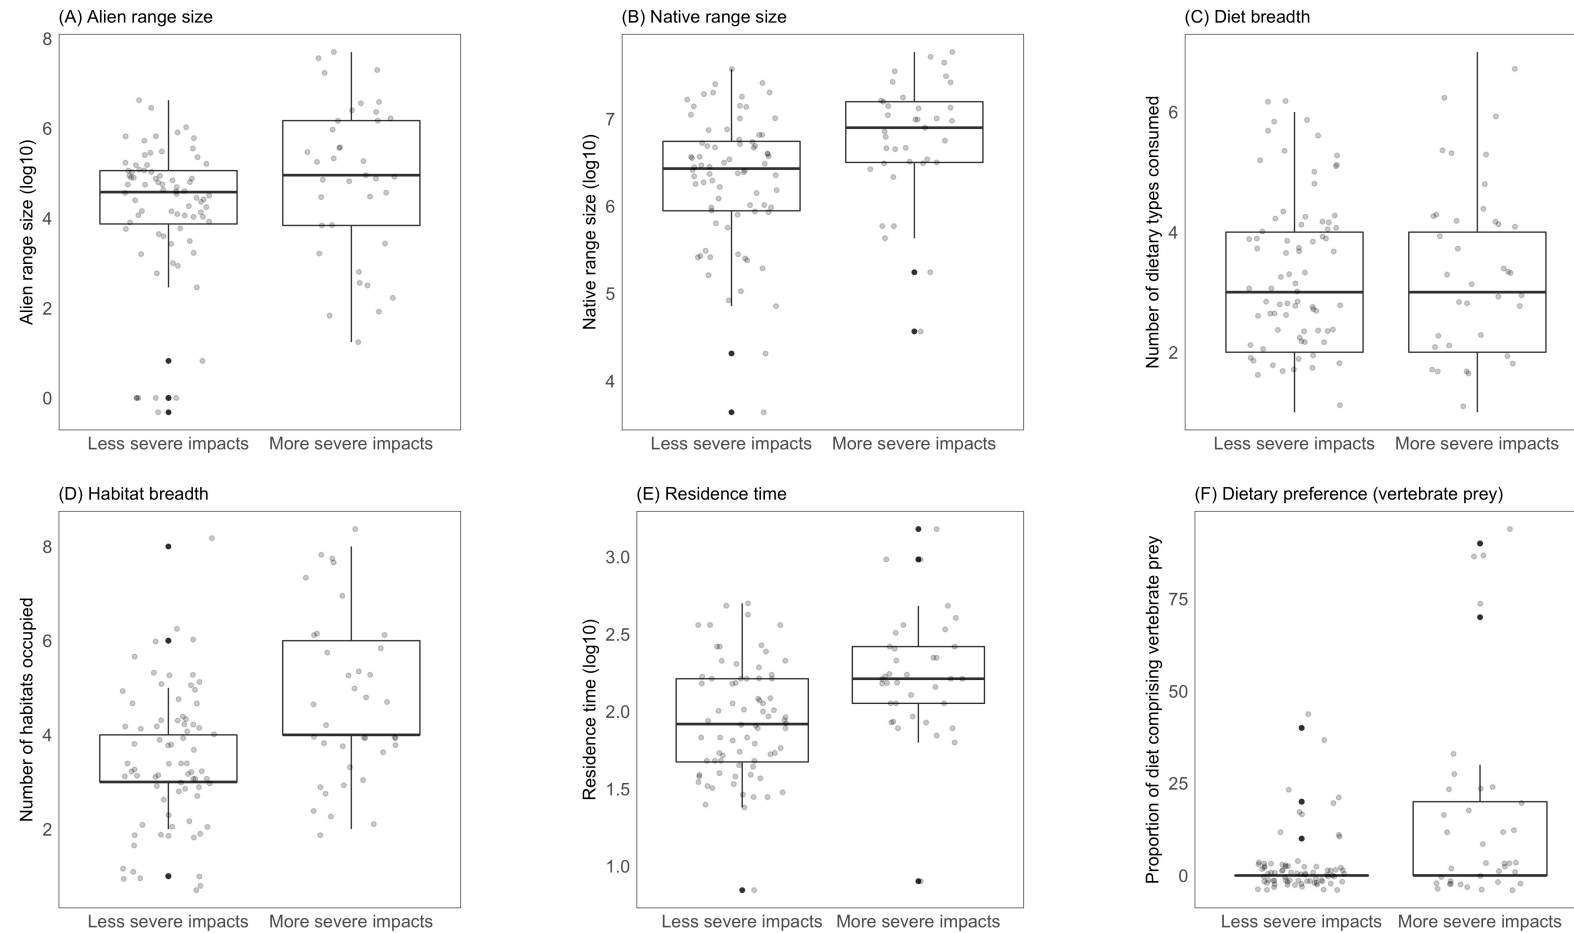 (A) Alien range size
(B) Native range size
(C) Diet breadth
Alien range size (log10)
8
6
4
2
0
Less severe impacts
More severe impacts
Native range size (log10)
7
6
5
4
Less severe impacts
More severe impacts
Number of dietary types consumed
6
4
2
Less severe impacts
More severe impacts
(D) Habitat breadth
(E) Residence time
(F) Dietary preference (vertebrate prey)
Number of habitats occupied
8
6
4
2
Less severe impacts
More severe impacts
Residence time (log10)
3.0
2.5
2.0
1.5
1.0
Less severe impacts
More severe impacts
Proportion of diet comprising vertebrate prey
75
50
25
0
Less severe impacts
More severe impacts